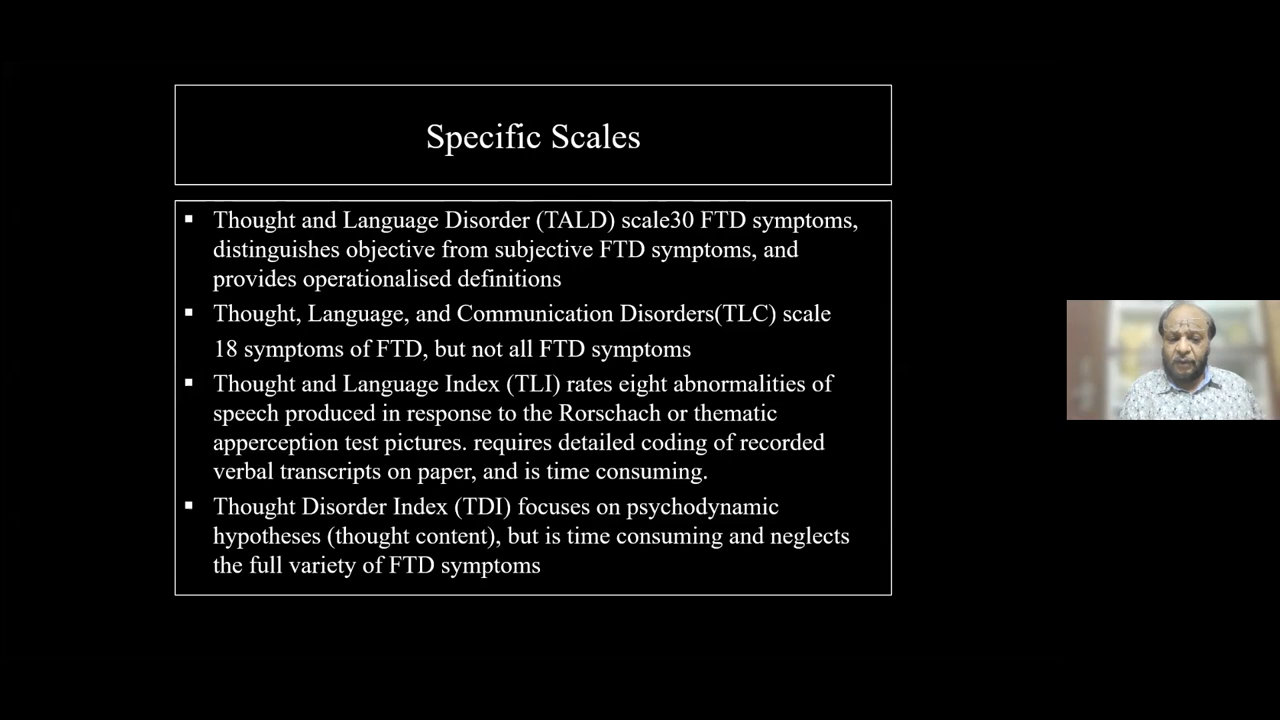 Specific Scales
▪ Thought and Language Disorder (TALD) scale30 FTD symptoms,
distinguishes objective from subjective FTD symptoms, and
provides operationalised definitions
▪ Thought, Language, and Communication Disorders(TLC) scale
18 symptoms of FTD, but not all FTD symptoms
▪ Thought and Language Index (TLI) rates eight abnormalities of
speech produced in response to the Rorschach or thematic
apperception test pictures. requires detailed coding of recorded
verbal transcripts on paper, and is time consuming.
▪ Thought Disorder Index (TDI) focuses on psychodynamic
hypotheses (thought content), but is time consuming and neglects
the full variety of FTD symptoms